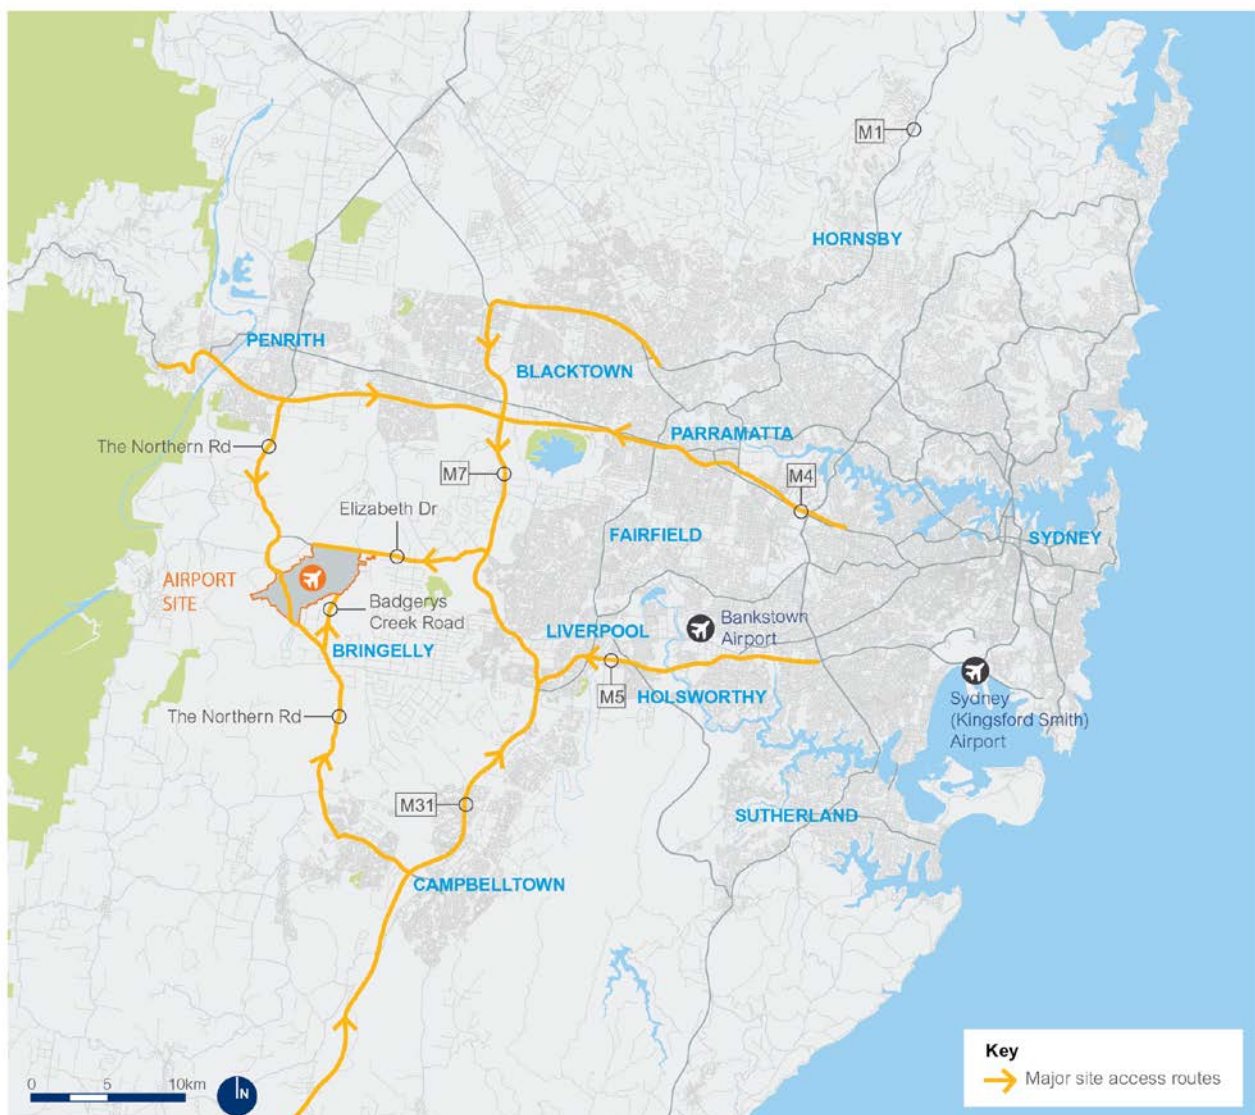 M1
HORNSBY
PENRITH
BLACKTOWN
The Northern Rd
PARRAMATTA
M7
M4
Elizabeth Dr
FAIRFIELD
SYDNEY
AIRPORT
SITE
Badgerys
Creek Road
Bankstown
Airport
LIVERPOOL
BRINGELLY
M5
HOLSWORTHY
Sydney
(Kingsford Smith)
Airport
The Northern Rd
M31
SUTHERLAND
CAMPBELLTOWN
Key
Major site access routes
0 5 10km
N